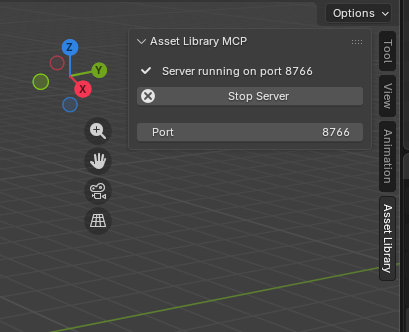 Options
Asset Library MCP
Server running on port 8766
Stop Server
Port 8766
Z
Y
X
Tool
View
Animation
Asset Library